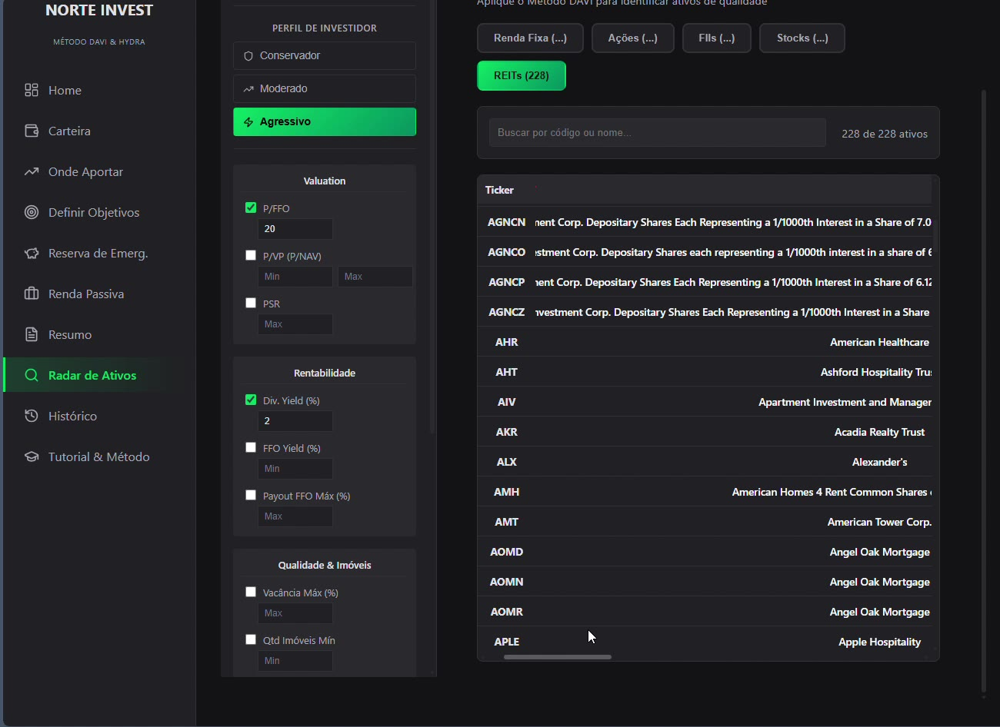 NORTE INVEST
MÉTODO DAVI & HYDRA
Home
Carteira
Onde Aportar
Definir Objetivos
Reserva de Emerg.
Renda Passiva
Resumo
Radar de Ativos
Histórico
Tutorial & Método
PERFIL DE INVESTIDOR
Conservador
Moderado
Agressivo
Valuation
P/FFO
20
P/VP (P/NAV)
Min Max
PSR
Max
Rentabilidade
Div. Yield (%)
2
FFO Yield (%)
Min
Payout FFO Máx (%)
Max
Qualidade & Imóveis
Vacância Máx (%)
Max
Qtd Imóveis Mín
Min
Aplique o Método DAVI para identificar ativos de qualidade
Renda Fixa (...) Ações (...) FIIs (...) Stocks (...)
REITs (228)
Buscar por código ou nome... 228 de 228 ativos
Ticker
AGNCN ment Corp. Depositary Shares Each Representing a 1/1000th Interest in a Share of 7.0
AGNCO estment Corp. Depositary Shares each representing a 1/1000th interest in a share of 6
AGNCP ment Corp. Depositary Shares Each Representing a 1/1000th Interest in a Share of 6.12
AGNCZ nvestment Corp. Depositary Shares Each Representing a 1/1000th Interest in a Share
AHR American Healthcare
AHT Ashford Hospitality Trus
AIV Apartment Investment and Manager
AKR Acadia Realty Trust
ALX Alexander's
AMH American Homes 4 Rent Common Shares
AMT American Tower Corp.
AOMD Angel Oak Mortgage
AOMN Angel Oak Mortgage
AOMR Angel Oak Mortgage
APLE Apple Hospitality